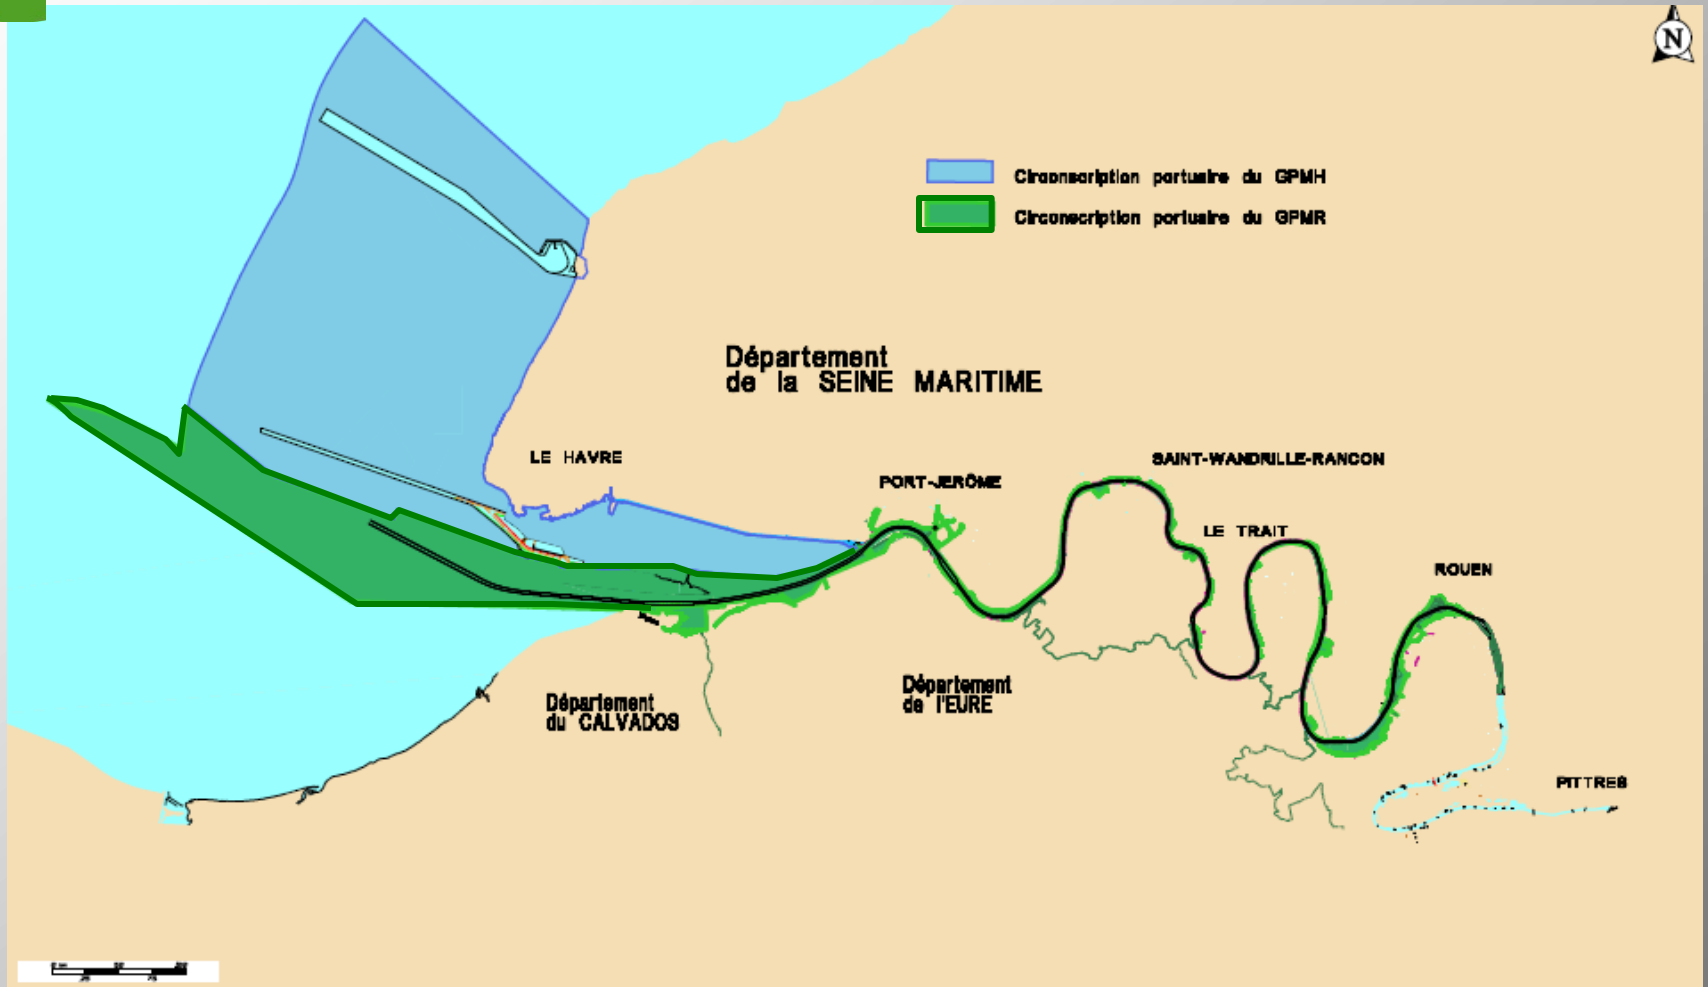 N
Circonscription portuaire du GPMH
Circonscription portuaire du GPMR
Département
de la SEINE MARITIME
LE HAVRE
PORT-JERÔME
SAINT-WANDRILLE-RANCON
LE TRAIT
ROUEN
Département
du CALVADOS
Département
de l'EURE
PITTRES